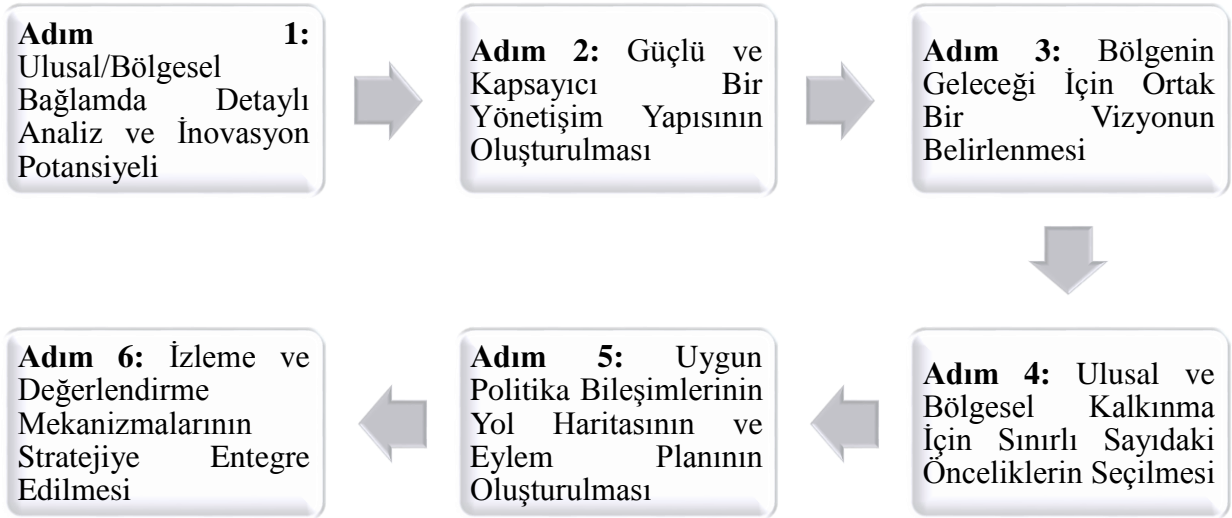 Adım 1:
Ulusal/Bölgesel
Bağlamda Detaylı
Analiz ve İnovasyon
Potansiyeli
Adım 2: Güçlü ve
Kapsayıcı Bir
Yönetişim Yapısının
Oluşturulması
Adım 3: Bölgenin
Geleceği İçin Ortak
Bir Vizyonun
Belirlenmesi
Adım 4: Ulusal ve
Bölgesel Kalkınma
İçin Sınırlı Sayıdaki
Önceliklerin Seçilmesi
Adım 5: Uygun
Politika Bileşimlerinin
Yol Haritasının ve
Eylem Planının
Oluşturulması
Adım 6: İzleme ve
Değerlendirme
Mekanizmalarının
Stratejiye Entegre
Edilmesi